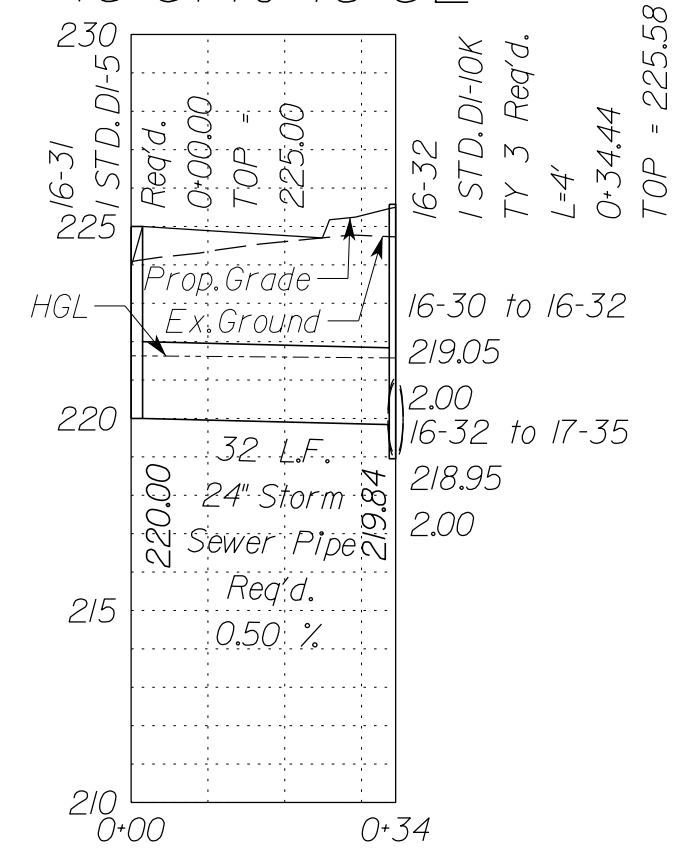 230
16-31
1 STD. DI-5
Req'd.
0+00.00
TOP =
225.00
16-32
1 STD. DI-10K
TY 3 Req'd.
L=4'
0+34.44
TOP = 225.58
225
Prop. Grade
HGL
Ex. Ground
16-30 to 16-32
219.05
2.00
16-32 to 17-35
218.95
2.00
220
220.00
32 L.F.
24" Storm
Sewer Pipe
Req'd.
0.50 %
219.84
215
210
0+00
0+34